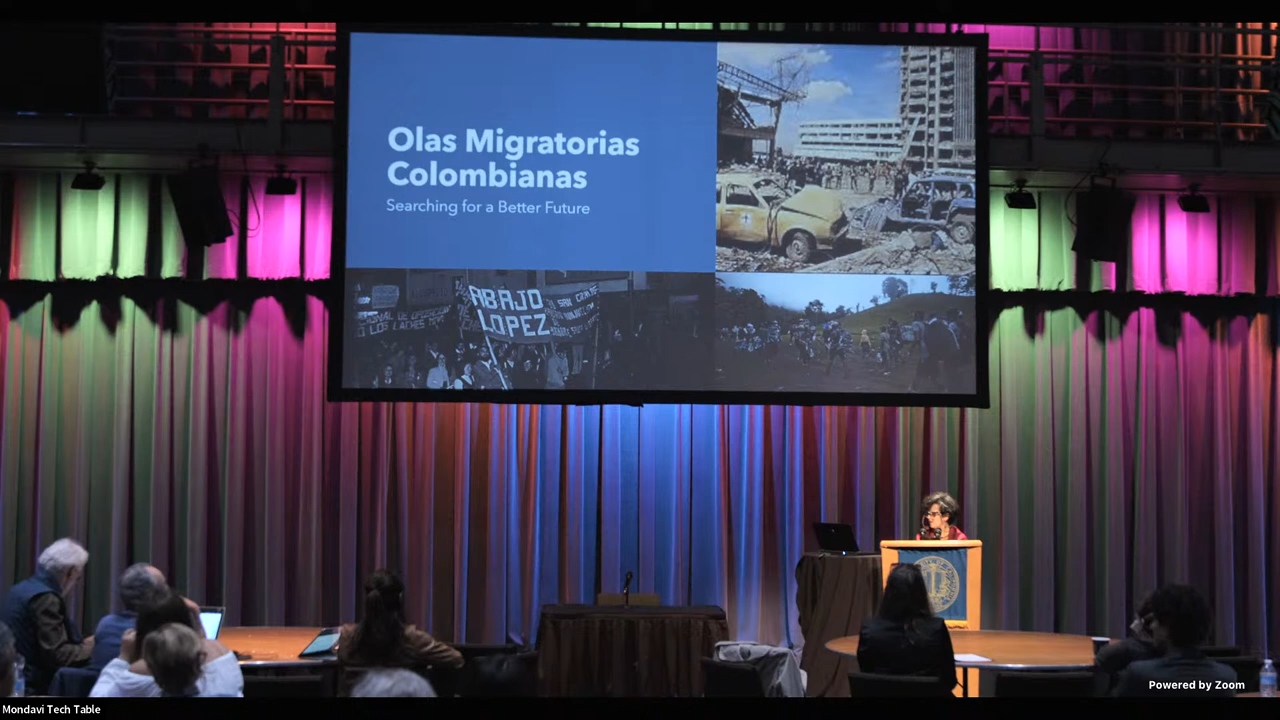 Olas Migratorias
Colombianas
Searching for a Better Future
ABAJO
LOPEZ
Powered by Zoom
Mondavi Tech Table